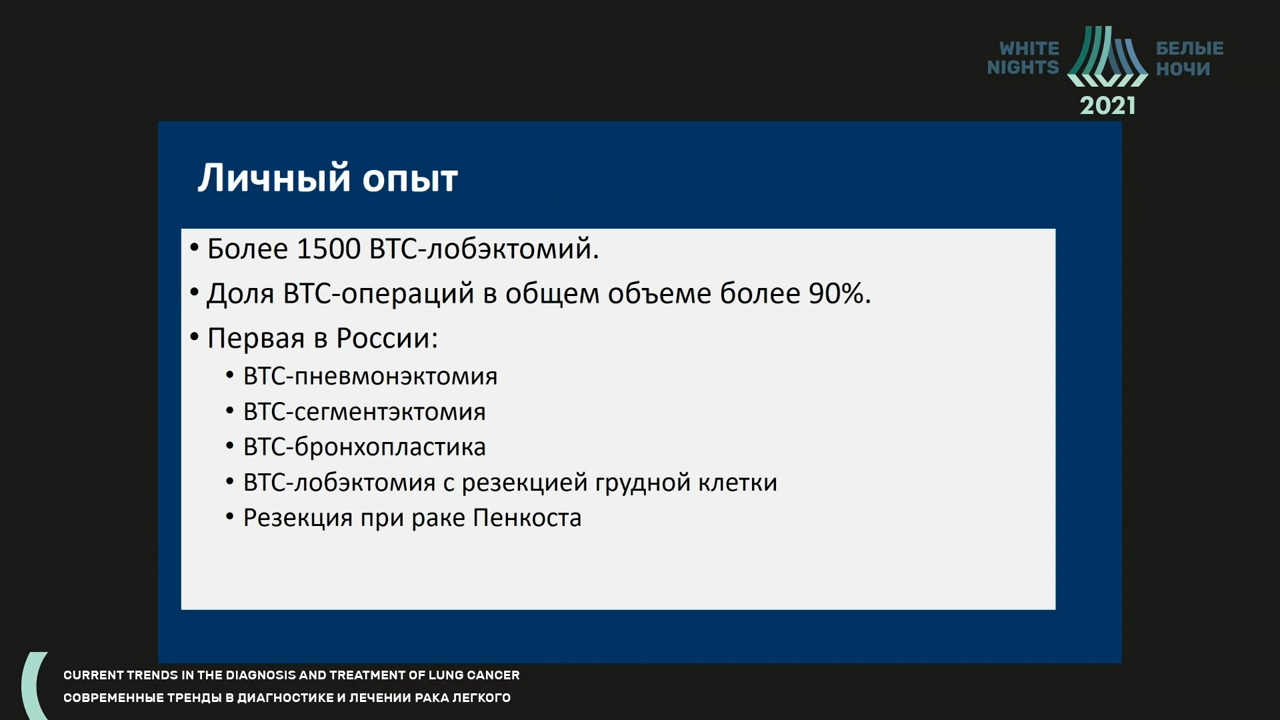 WHITE NIGHTS
БЕЛЫЕ НОЧИ
2021
Личный опыт
• Более 1500 ВТС-лобэктомий.
• Доля ВТС-операций в общем объеме более 90%.
• Первая в России:
• ВТС-пневмонэктомия
• ВТС-сегментэктомия
• ВТС-бронхопластика
• ВТС-лобэктомия с резекцией грудной клетки
• Резекция при раке Пенкоста
CURRENT TRENDS IN THE DIAGNOSIS AND TREATMENT OF LUNG CANCER
СОВРЕМЕННЫЕ ТРЕНДЫ В ДИАГНОСТИКЕ И ЛЕЧЕНИИ РАКА ЛЕГКОГО